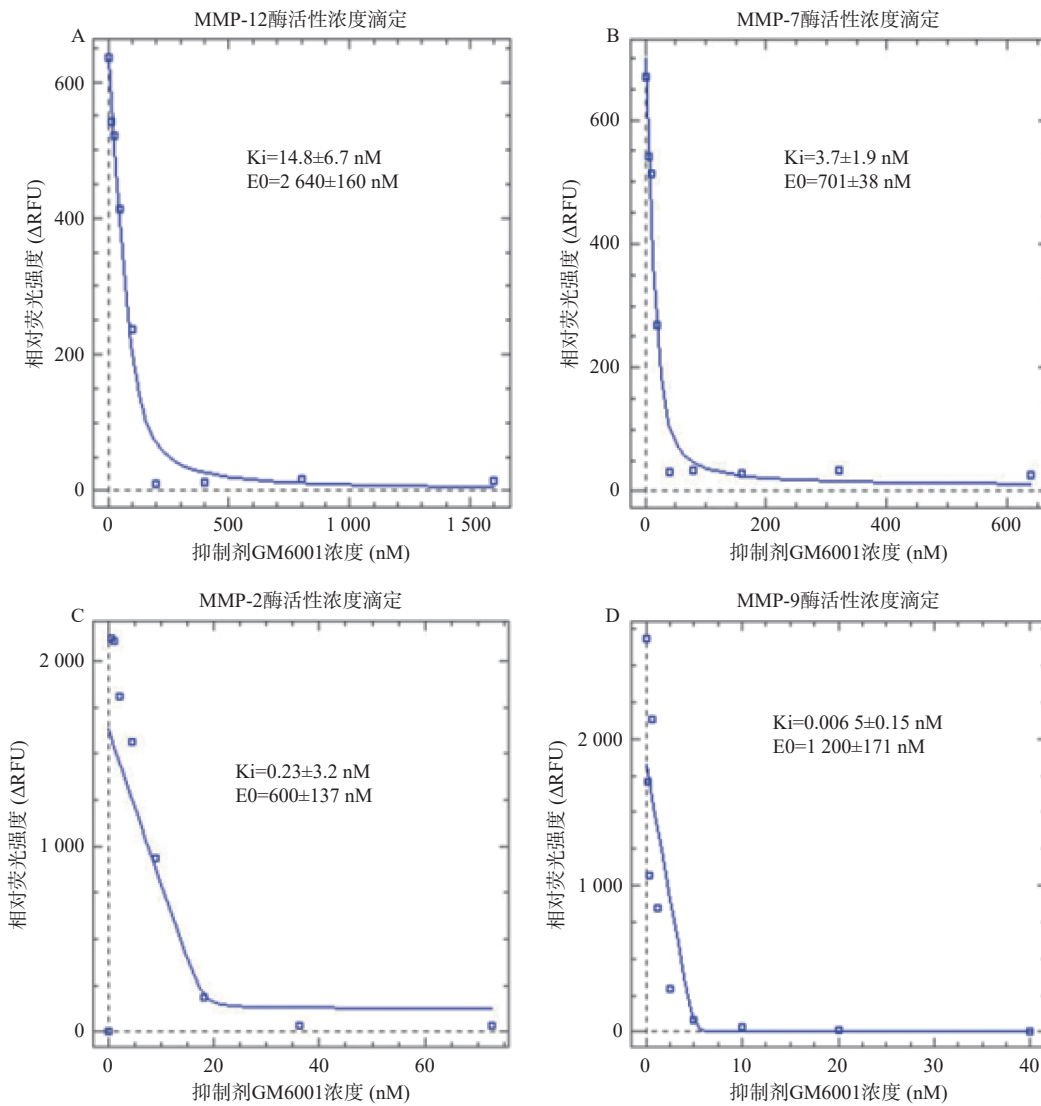 MMP-12酶活性浓度滴定
A
600
400
200
0
相对荧光强度 (ΔRFU)
Ki=14.8±6.7 nM
E0=2 640±160 nM
0 500 1 000 1 500
抑制剂GM6001浓度 (nM)
MMP-7酶活性浓度滴定
B
600
400
200
0
相对荧光强度 (ΔRFU)
Ki=3.7±1.9 nM
E0=701±38 nM
0 200 400 600
抑制剂GM6001浓度 (nM)
MMP-2酶活性浓度滴定
C
2 000
1 000
0
相对荧光强度 (ΔRFU)
Ki=0.23±3.2 nM
E0=600±137 nM
0 20 40 60
抑制剂GM6001浓度 (nM)
MMP-9酶活性浓度滴定
D
2 000
1 000
0
相对荧光强度 (ΔRFU)
Ki=0.006 5±0.15 nM
E0=1 200±171 nM
0 10 20 30 40
抑制剂GM6001浓度 (nM)